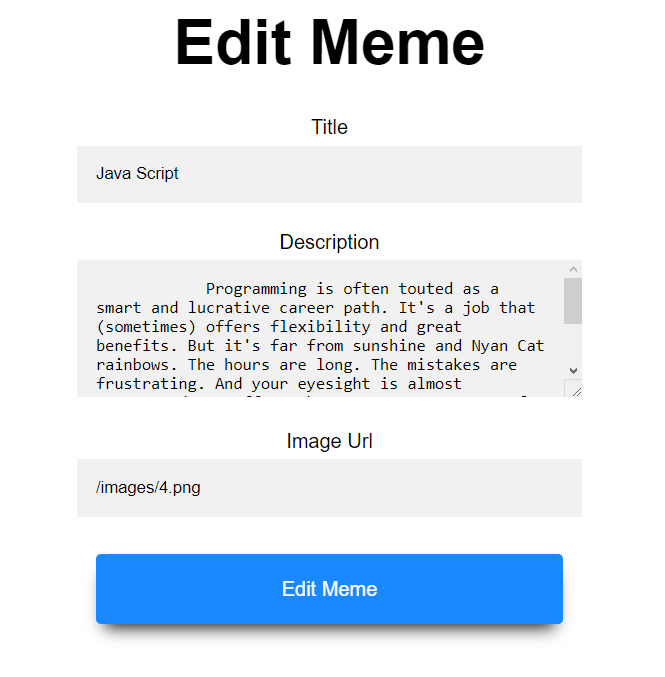 Edit Meme
Title
Java Script
Description
Programming is often touted as a
smart and lucrative career path. It's a job that
(sometimes) offers flexibility and great
benefits. But it's far from sunshine and Nyan Cat
rainbows. The hours are long. The mistakes are
frustrating. And your eyesight is almost
Image Url
/images/4.png
Edit Meme